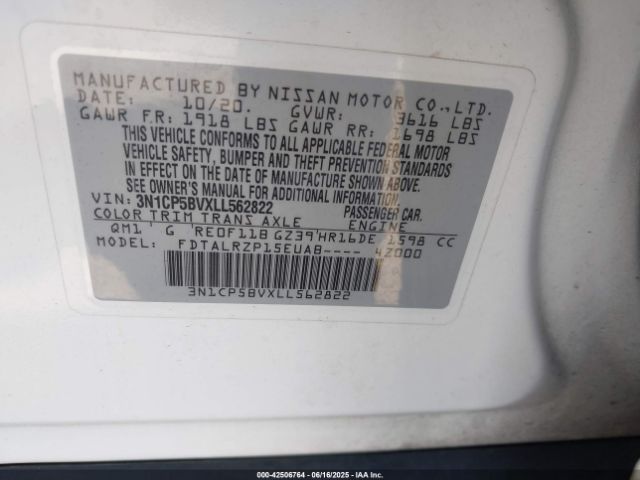 MANUFACTURED BY NISSAN MOTOR CO.,LTD.
DATE: 10/20. GVWR: 3616 LBS
GAWR FR: 1918 LBS GAWR RR: 1698 LBS
THIS VEHICLE CONFORMS TO ALL APPLICABLE FEDERAL MOTOR
VEHICLE SAFETY, BUMPER AND THEFT PREVENTION STANDARDS
IN EFFECT ON THE DATE OF MANUFACTURE SHOWN ABOVE.
SEE OWNER'S MANUAL FOR ADDITIONAL INFORMATION.
VIN: 3N1CP5BVXLL562822 PASSENGER CAR.
COLOR TRIM TRANS AXLE ENGINE
QM1 G RE0F11B GZ39 HR16DE 1598 CC
MODEL: FDTALRZP15EUAB---- 42000
3N1CP5BVXLL562822
000-42506764 | 06/16/2025 | IAA Inc.